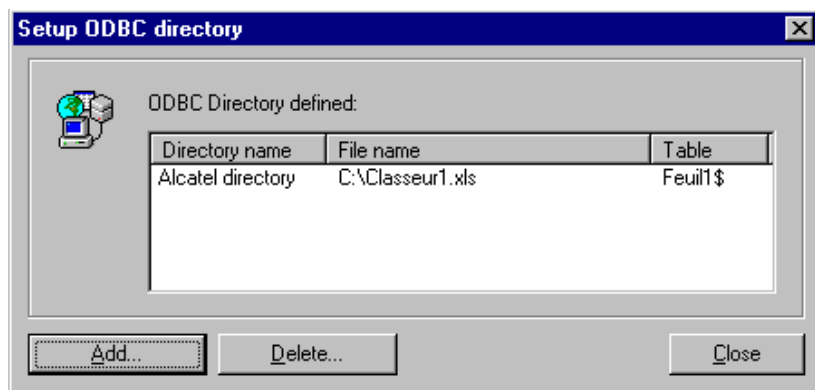 Setup ODBC directory
ODBC Directory defined:
Directory name File name Table
Alcatel directory C:\Classeur1.xls Feuil1$
Add... Delete... Close